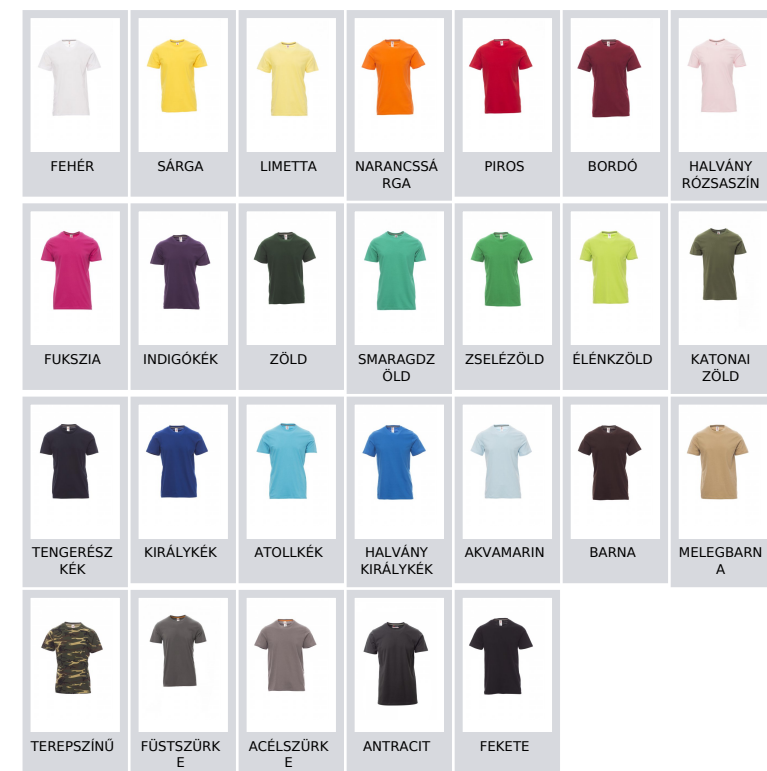 FEHÉR
SÁRGA
LIMETTA
NARANCSSÁ
RGA
PIROS
BORDÓ
HALVÁNY
RÓZSASZÍN
FUKSZIA
INDIGÓKÉK
ZÖLD
SMARAGDZ
ÖLD
ZSELÉZÖLD
ÉLÉNKZÖLD
KATONAI
ZÖLD
TENGERÉSZ
KÉK
KIRÁLYKÉK
ATOLLKÉK
HALVÁNY
KIRÁLYKÉK
AKVAMARIN
BARNA
MELEGBARN
A
TEREPSZÍNŰ
FÜSTSZÜRK
E
ACÉLSZÜRK
E
ANTRACIT
FEKETE